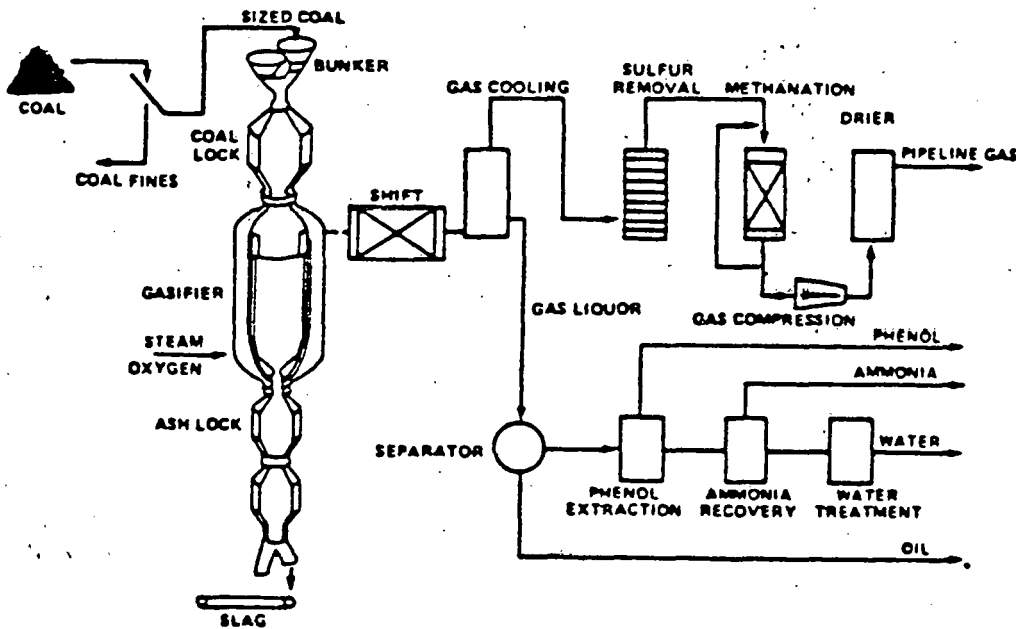 SIZED COAL
BUNKER
COAL
COAL
LOCK
COAL FINES
GAS COOLING
SULFUR
REMOVAL
METHANATION
DRIER
PIPELINE GAS
SHIFT
GASIFIER
STEAM
OXYGEN
GAS LIQUOR
GAS COMPRESSION
PHENOL
AMMONIA
ASH LOCK
SEPARATOR
WATER
PHENOL
EXTRACTION
AMMONIA
RECOVERY
WATER
TREATMENT
OIL
SLAG